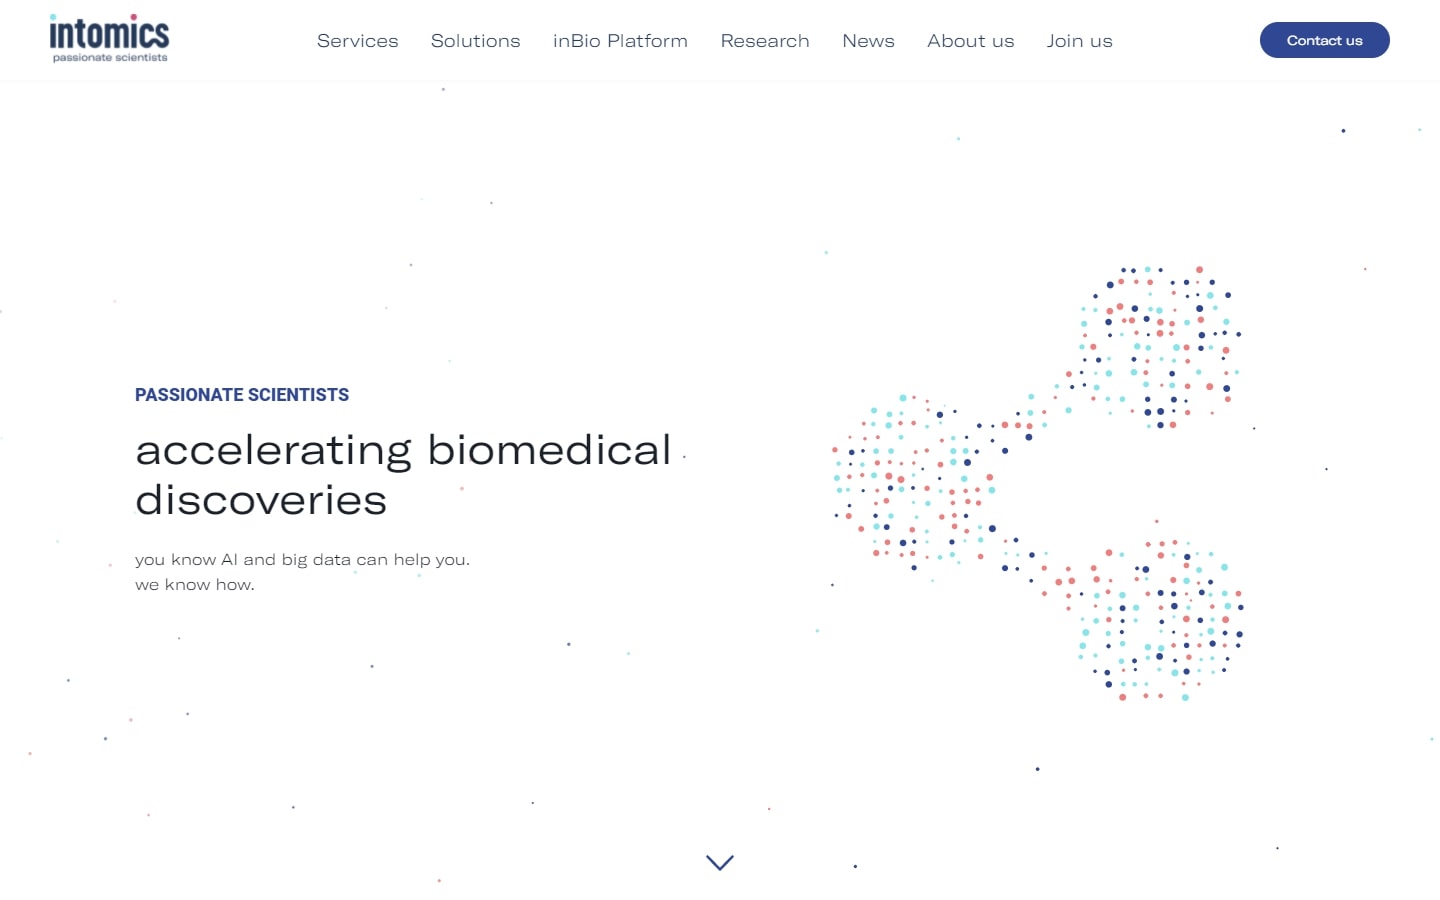 intomics
passionate scientists
Services
Solutions
inBio Platform
Research
News
About us
Join us
Contact us
PASSIONATE SCIENTISTS
accelerating biomedical
discoveries
you know AI and big data can help you.
we know how.